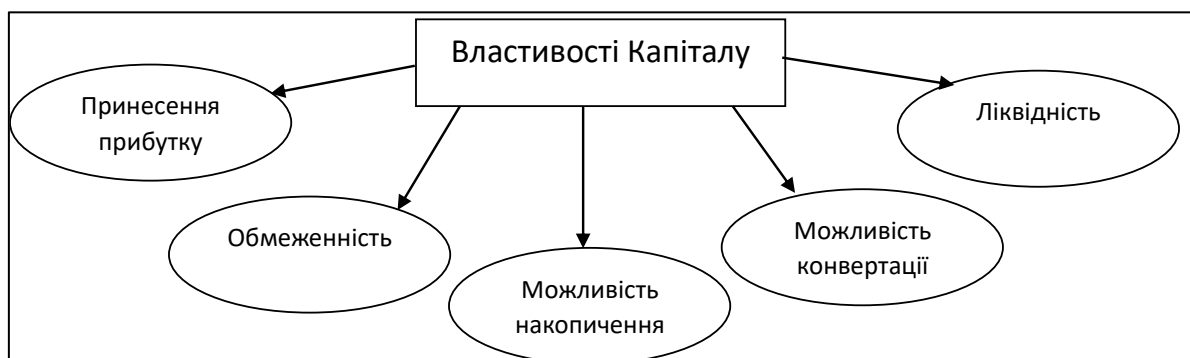 Властивості Капіталу
Принесення
прибутку
Обмеженність
Можливість
накопичення
Можливість
конвертації
Ліквідність